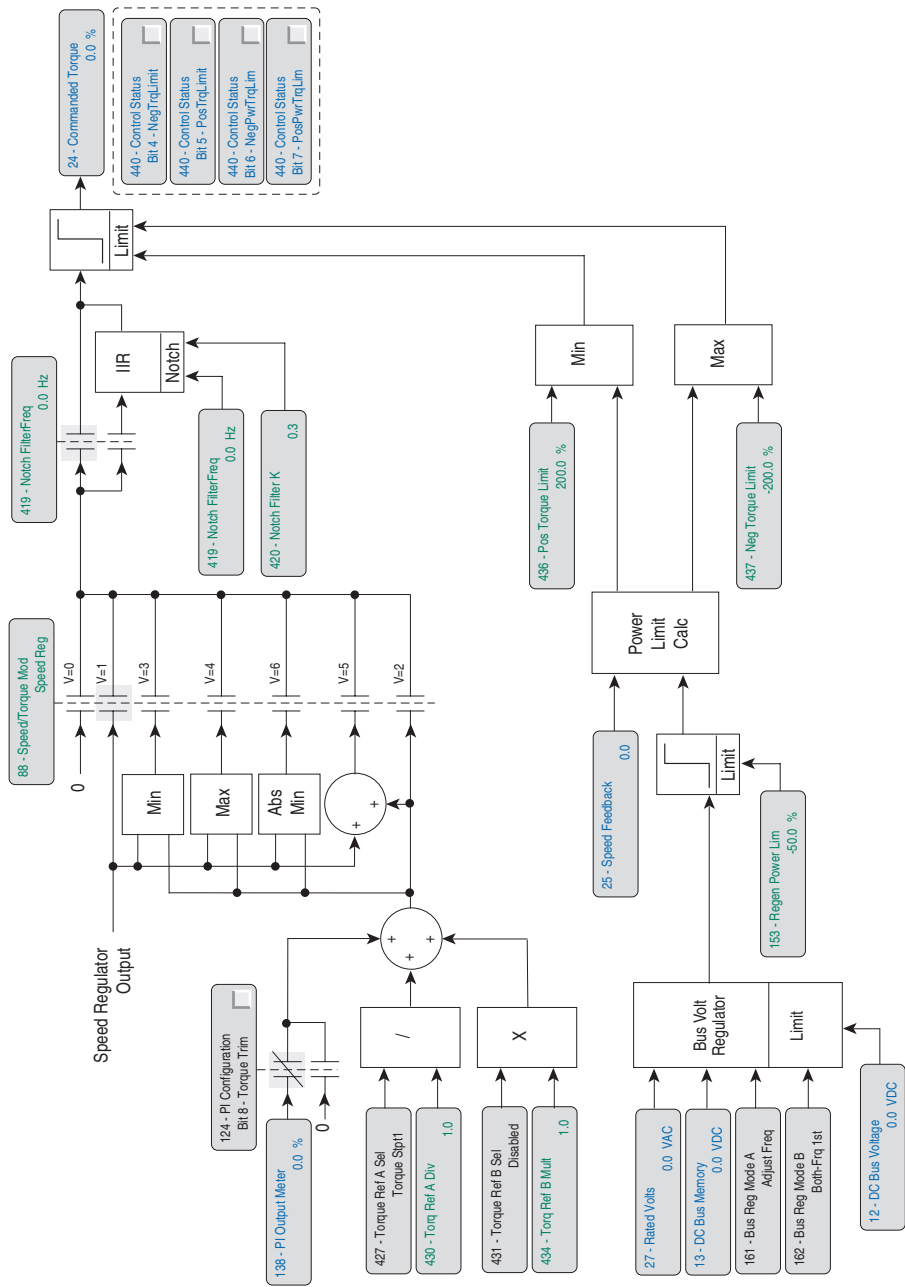 24 - Commanded Torque
0.0 %
440 - Control Status
Bit 4 - NegTrqLimit
440 - Control Status
Bit 5 - PosTrqLimit
440 - Control Status
Bit 6 - NegPwrTrqLim
440 - Control Status
Bit 7 - PosPwrTrqLim
Limit
419 - Notch FilterFreq
0.0 Hz
IIR
Notch
419 - Notch FilterFreq
0.0 Hz
420 - Notch Filter K
0.3
88 - Speed/Torque Mod
Speed Reg
0
V=0
V=1
V=3
V=4
V=6
V=5
V=2
Min
Max
Abs
Min
+
+
Speed Regulator
Output
124 - PI Configuration
Bit 8 - Torque Trim
138 - PI Output Meter
0.0 %
0
+
+
+
427 - Torque Ref A Sel
Torque Stpt1
430 - Torq Ref A Div
1.0
/
431 - Torque Ref B Sel
Disabled
434 - Torq Ref B Mult
1.0
X
436 - Pos Torque Limit
200.0 %
Min
Max
437 - Neg Torque Limit
-200.0 %
Power
Limit
Calc
25 - Speed Feedback
0.0
Limit
153 - Regen Power Lim
-50.0 %
Bus Volt
Regulator
Limit
27 - Rated Volts
0.0 VAC
13 - DC Bus Memory
0.0 VDC
161 - Bus Reg Mode A
Adjust Freq
162 - Bus Reg Mode B
Both-Frq 1st
12 - DC Bus Voltage
0.0 VDC